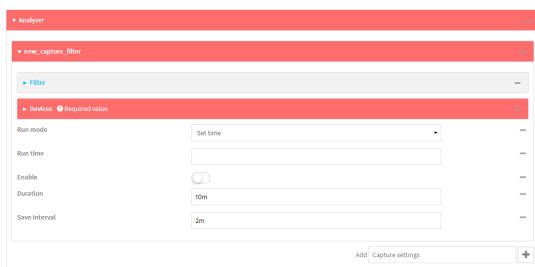 Analyzer
new_capture_filter
Filter
Devices Required value
Run mode Set time
Run time
Enable
Duration 10m
Save interval 2m
Add Capture settings